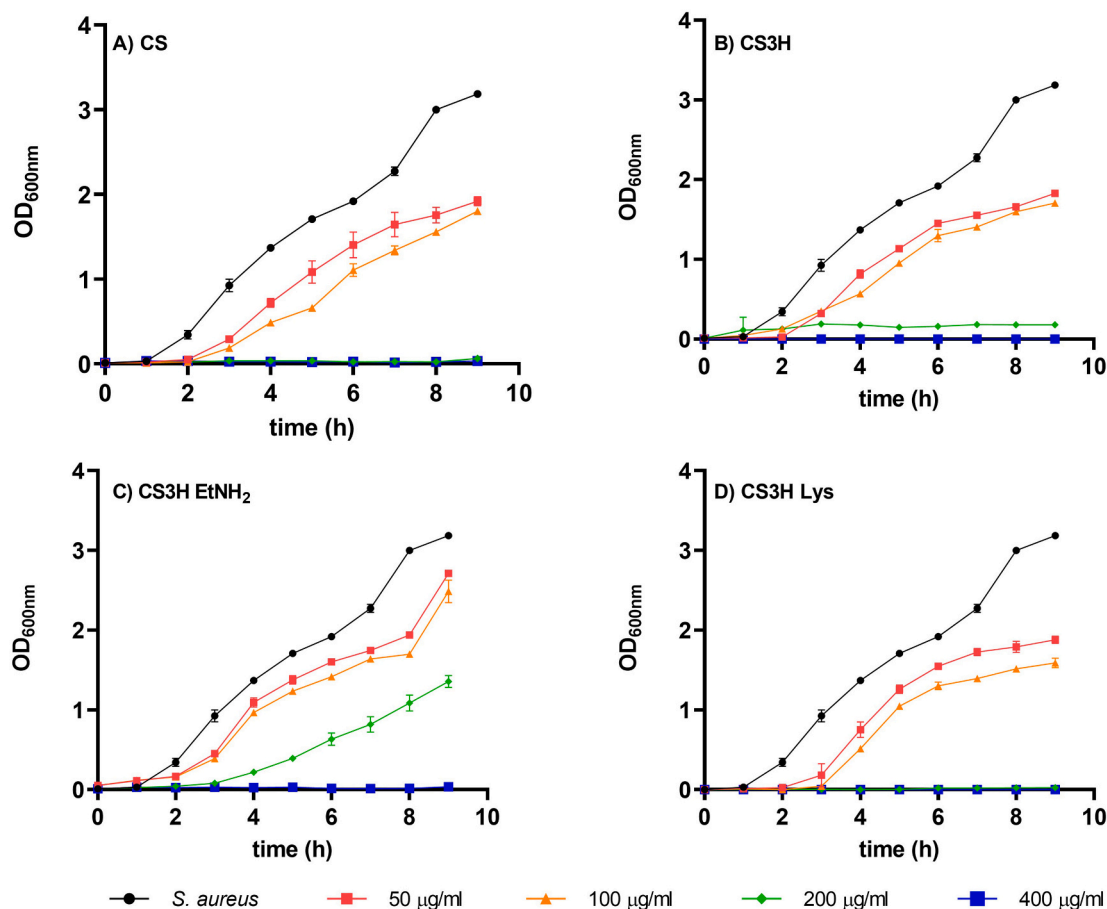 A) CS
OD600nm
4
3
2
1
0
0 2 4 6 8 10
time (h)
B) CS3H
OD600nm
4
3
2
1
0
0 2 4 6 8 10
time (h)
C) CS3H EtNH2
OD600nm
4
3
2
1
0
0 2 4 6 8 10
time (h)
D) CS3H Lys
OD600nm
4
3
2
1
0
0 2 4 6 8 10
time (h)
S. aureus 50 µg/ml 100 µg/ml 200 µg/ml 400 µg/ml